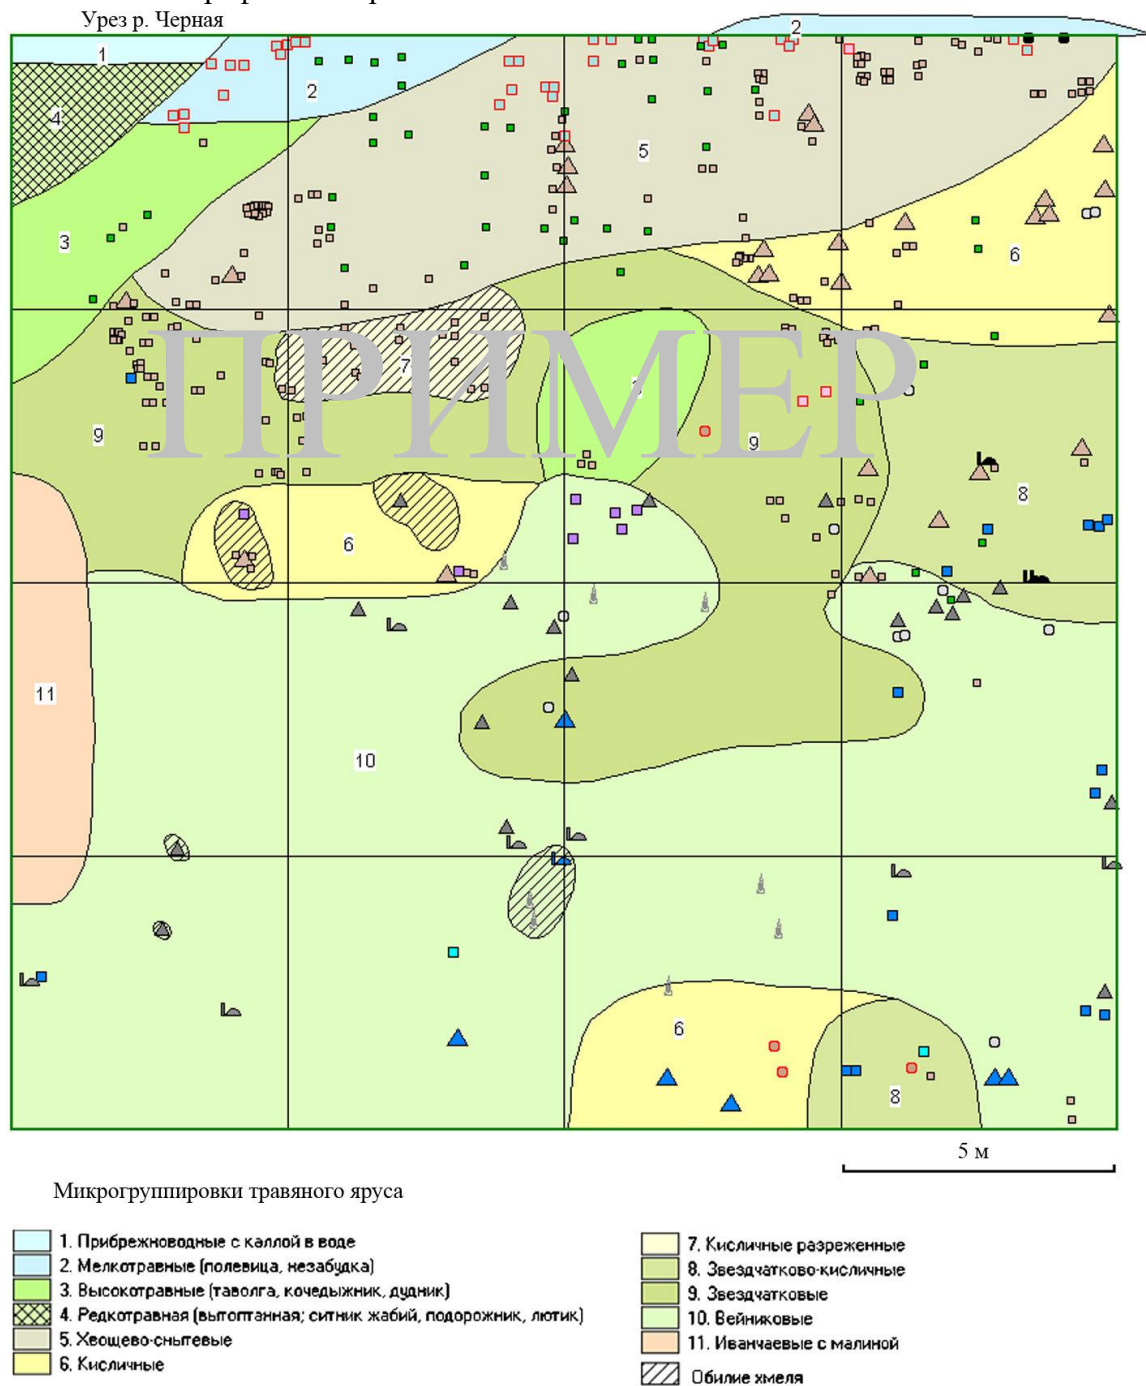 Урез р. Черная
2
1
2
4
5
3
6
7
3
9
9
8
6
11
10
6
8
ПРИМЕР
5 м
Микрогруппировки травяного яруса
1. Прибрежноводные с каллой в воде
2. Мелкотравные (полевица, незабудка)
3. Высокотравные (таволга, кочедыжник, дудник)
4. Редкотравная (вытоптанная; ситник жабий, подорожник, лютик)
5. Хвощево-снытевые
6. Кисличные
7. Кисличные разреженные
8. Звездчатково-кисличные
9. Звездчатковые
10. Вейниковые
11. Иванчаевые с малиной
Обилие хмеля